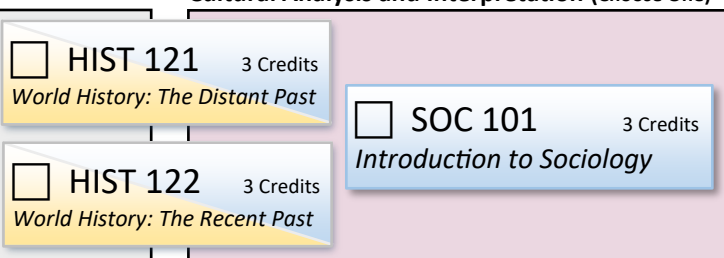 Cultural Analysis and Interpretation (Choose One)
HIST 121 3 Credits
World History: The Distant Past
SOC 101 3 Credits
Introduction to Sociology
HIST 122 3 Credits
World History: The Recent Past